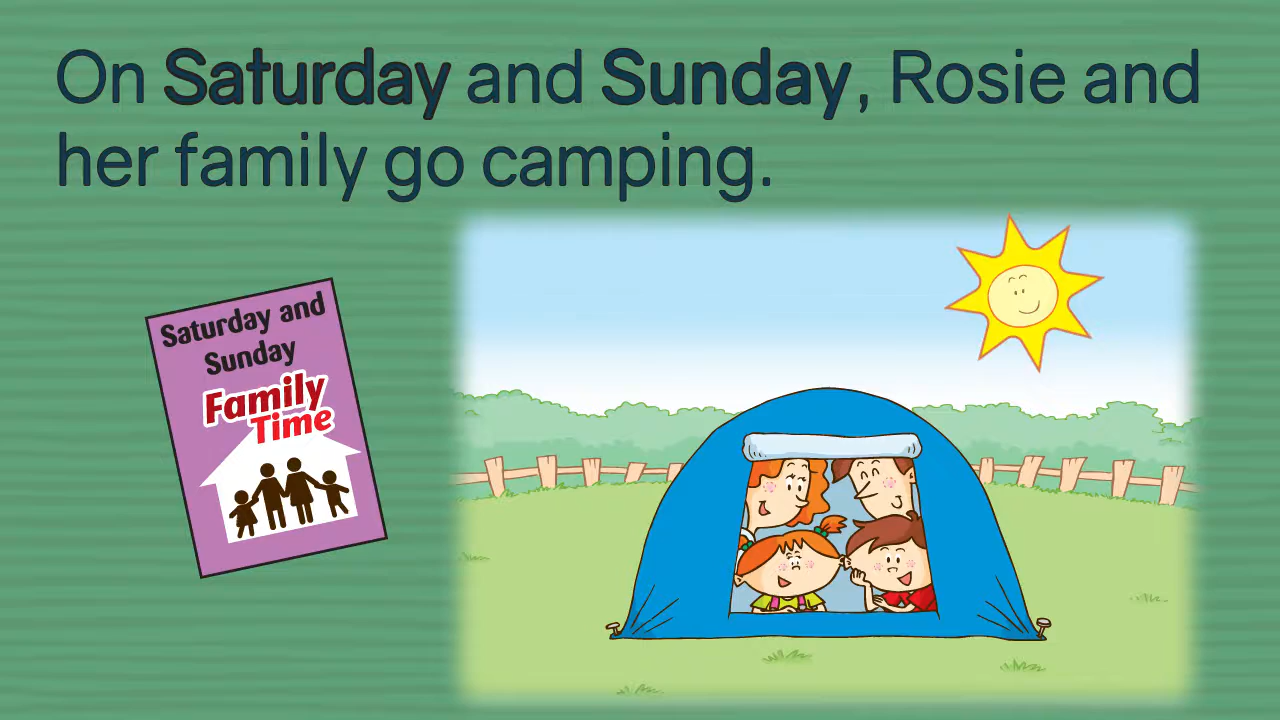 On Saturday and Sunday, Rosie and
her family go camping.
Saturday and
Sunday
Family
Time